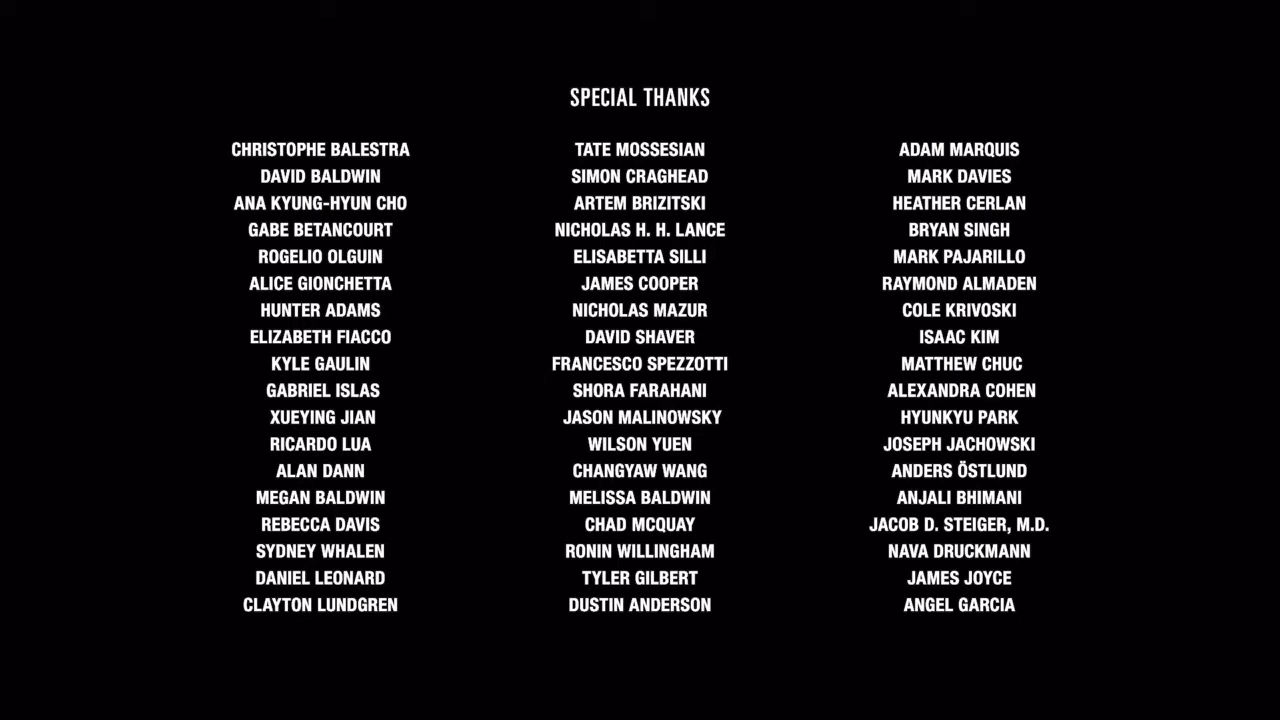 SPECIAL THANKS
CHRISTOPHE BALESTRA
DAVID BALDWIN
ANA KYUNG-HYUN CHO
GABE BETANCOURT
ROGELIO OLGUIN
ALICE GIONCHETTA
HUNTER ADAMS
ELIZABETH FIACCO
KYLE GAULIN
GABRIEL ISLAS
XUEYING JIAN
RICARDO LUA
ALAN DANN
MEGAN BALDWIN
REBECCA DAVIS
SYDNEY WHALEN
DANIEL LEONARD
CLAYTON LUNDGREN
TATE MOSSESIAN
SIMON CRAGHEAD
ARTEM BRIZITSKI
NICHOLAS H. H. LANCE
ELISABETTA SILLI
JAMES COOPER
NICHOLAS MAZUR
DAVID SHAVER
FRANCESCO SPEZZOTTI
SHORA FARAHANI
JASON MALINOWSKY
WILSON YUEN
CHANGYAW WANG
MELISSA BALDWIN
CHAD MCQUAY
RONIN WILLINGHAM
TYLER GILBERT
DUSTIN ANDERSON
ADAM MARQUIS
MARK DAVIES
HEATHER CERLAN
BRYAN SINGH
MARK PAJARILLO
RAYMOND ALMADEN
COLE KRIVOSKI
ISAAC KIM
MATTHEW CHUC
ALEXANDRA COHEN
HYUNKYU PARK
JOSEPH JACHOWSKI
ANDERS ÖSTLUND
ANJALI BHIMANI
JACOB D. STEIGER, M.D.
NAVA DRUCKMANN
JAMES JOYCE
ANGEL GARCIA